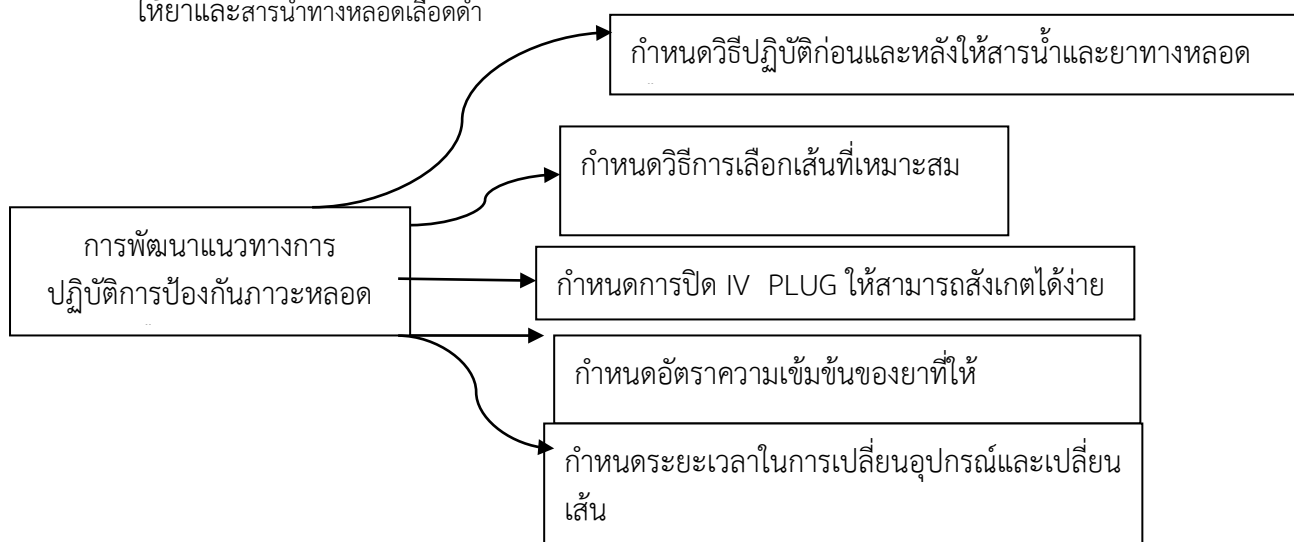 ให้ยาและสารน้ำทางหลอดเลือดดำ
กำหนดวิธีปฏิบัติก่อนและหลังให้สารน้ำและยาทางหลอด
กำหนดวิธีการเลือกเส้นที่เหมาะสม
การพัฒนาแนวทางการ
ปฏิบัติการป้องกันภาวะหลอด
กำหนดการปิด IV PLUG ให้สามารถสังเกตได้ง่าย
กำหนดอัตราความเข้มข้นของยาที่ให้
กำหนดระยะเวลาในการเปลี่ยนอุปกรณ์และเปลี่ยน
เส้น